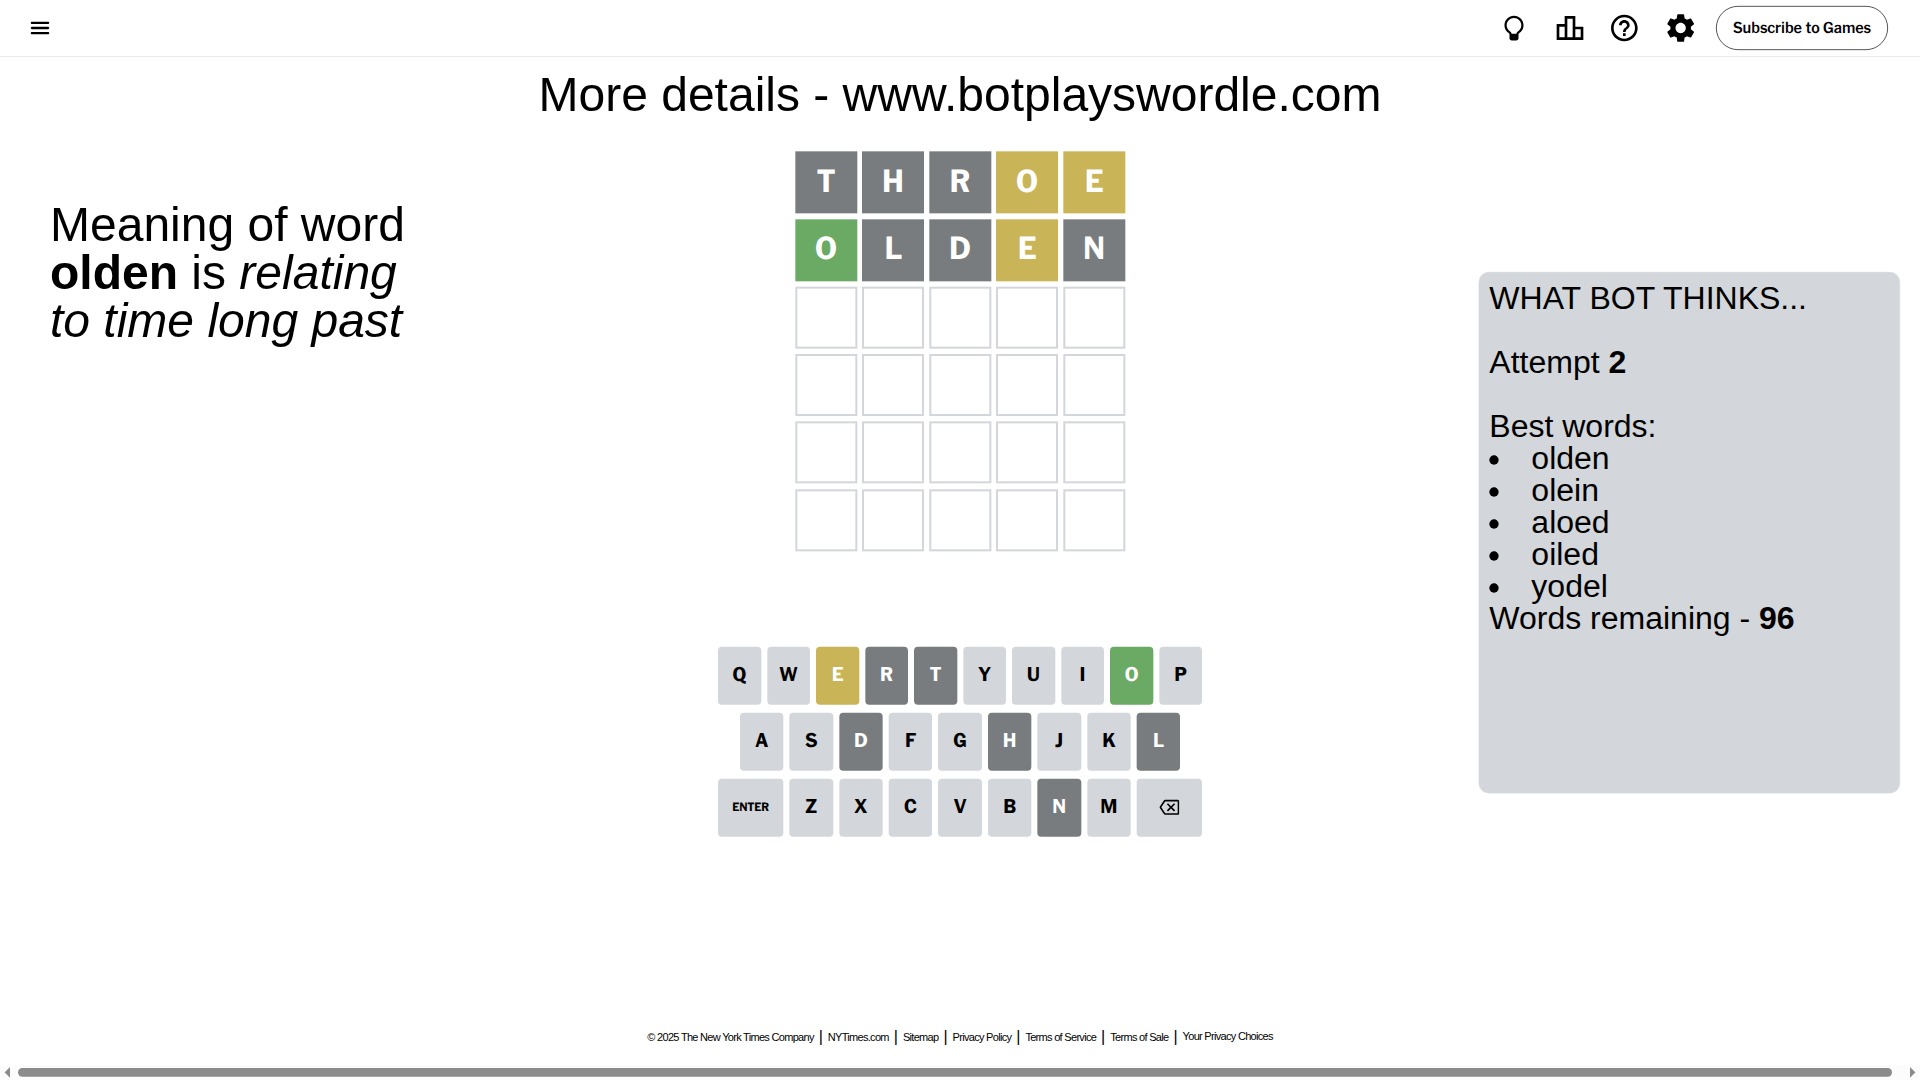 Subscribe to Games
More details - www.botplayswordle.com
Meaning of word
olden is relating
to time long past
T H R O E
O L D E N
WHAT BOT THINKS...
Attempt 2
Best words:
• olden
• olein
• aloed
• oiled
• yodel
Words remaining - 96
Q W E R T Y U I O P
A S D F G H J K L
ENTER Z X C V B N M
© 2025 The New York Times Company | NYTimes.com | Sitemap | Privacy Policy | Terms of Service | Terms of Sale | Your Privacy Choices